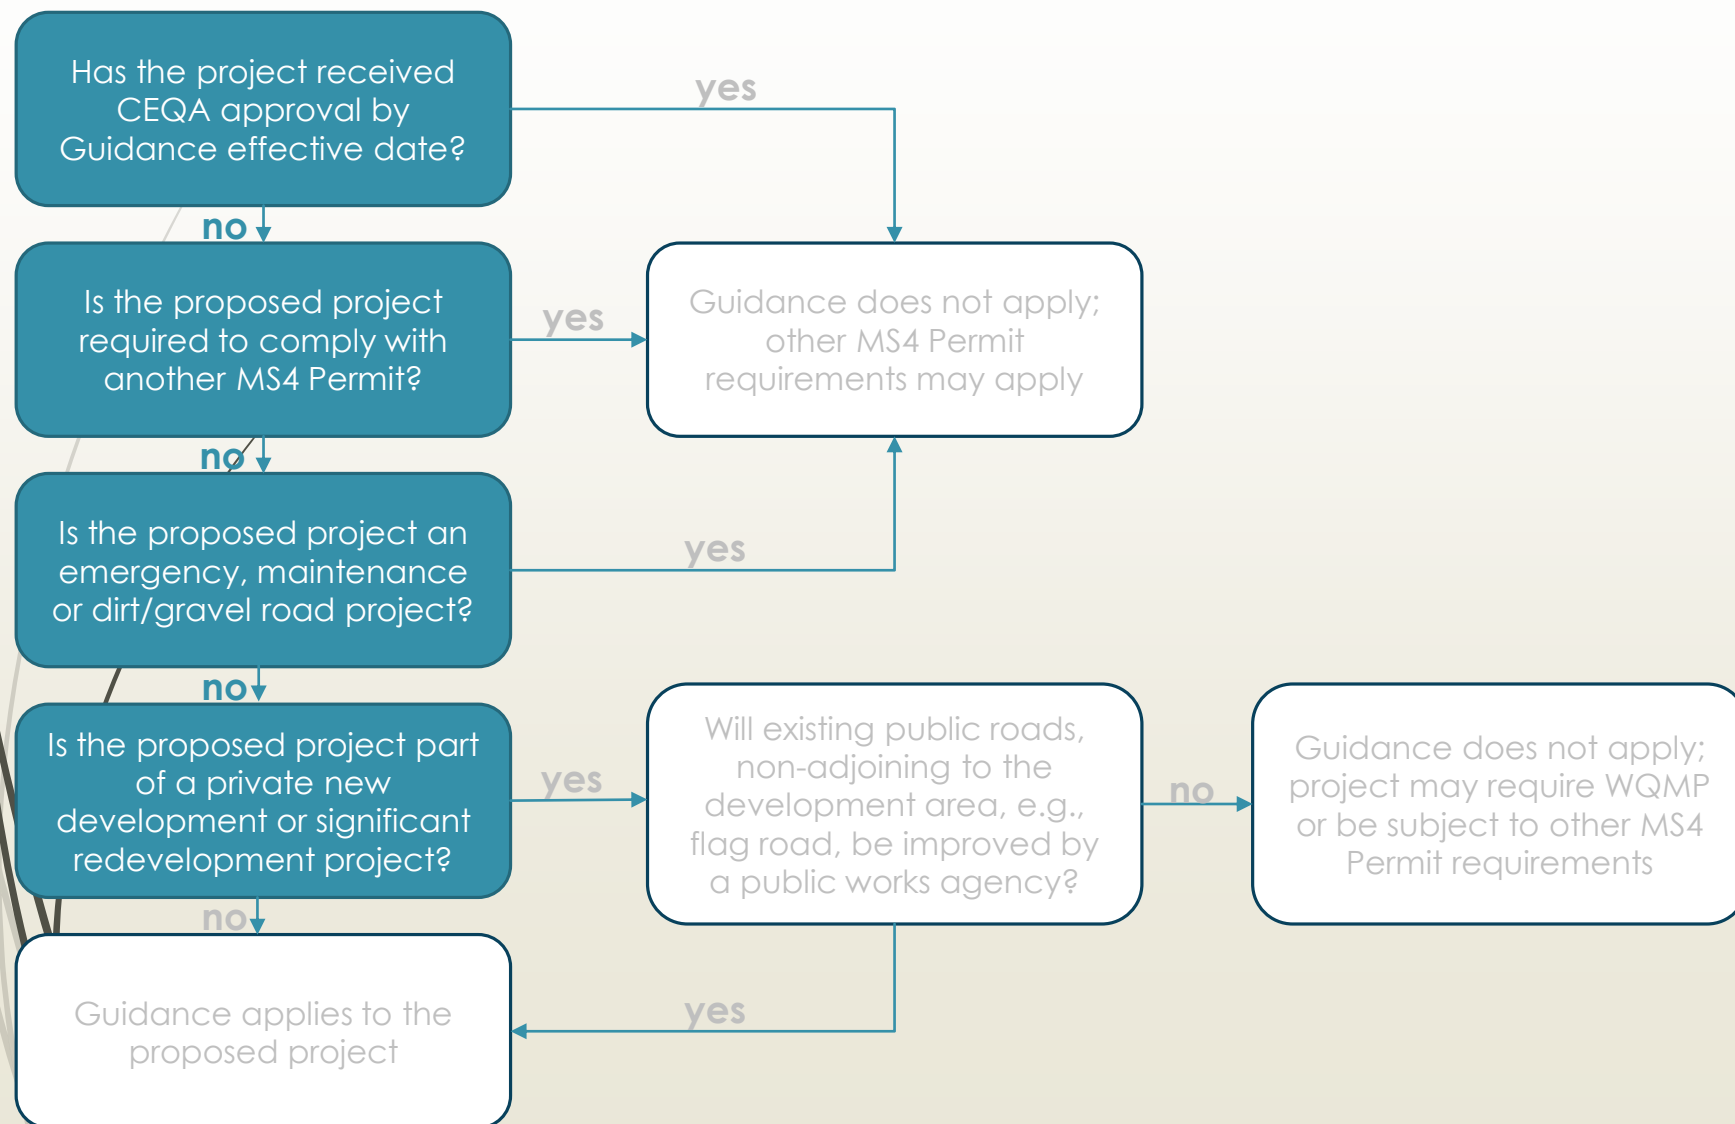 Has the project received
CEQA approval by
Guidance effective date?
yes
no
Is the proposed project
required to comply with
another MS4 Permit?
yes
Guidance does not apply;
other MS4 Permit
requirements may apply
no
Is the proposed project an
emergency, maintenance
or dirt/gravel road project?
yes
no
Is the proposed project part
of a private new
development or significant
redevelopment project?
yes
Will existing public roads,
non-adjoining to the
development area, e.g.,
flag road, be improved by
a public works agency?
no
Guidance does not apply;
project may require WQMP
or be subject to other MS4
Permit requirements
no
Guidance applies to the
proposed project
yes